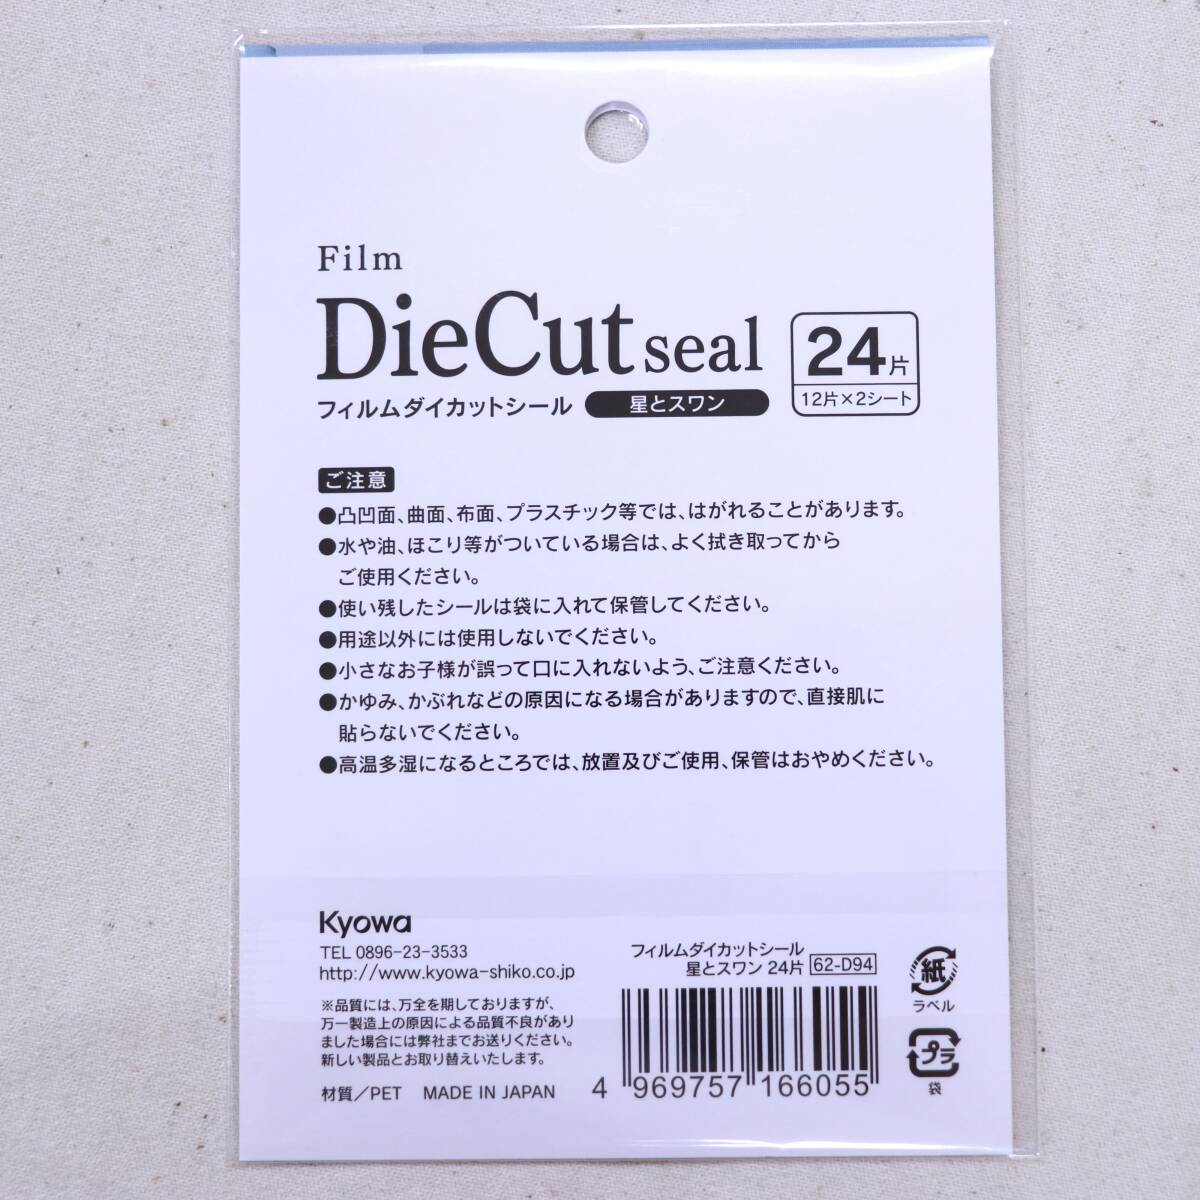 Film
DieCut seal
フィルムダイカットシール 星とスワン
24片
12片×2シート
ご注意
●凸凹面、曲面、布面、プラスチック等では、はがれることがあります。
●水や油、ほこり等がついている場合は、よく拭き取ってから
ご使用ください。
●使い残したシールは袋に入れて保管してください。
●用途以外には使用しないでください。
●小さなお子様が誤って口に入れないよう、ご注意ください。
●かゆみ、かぶれなどの原因になる場合がありますので、直接肌に
貼らないでください。
●高温多湿になるところでは、放置及びご使用、保管はおやめください。
Kyowa
TEL 0896-23-3533
http://www.kyowa-shiko.co.jp
※品質には、万全を期しておりますが、
万一製造上の原因による品質不良があり
ました場合には弊社までお送りください。
新しい製品とお取り替えいたします。
材質/PET MADE IN JAPAN
フィルムダイカットシール
星とスワン 24片 62-D94
4 969757 166055
紙
ラベル
プラ
袋